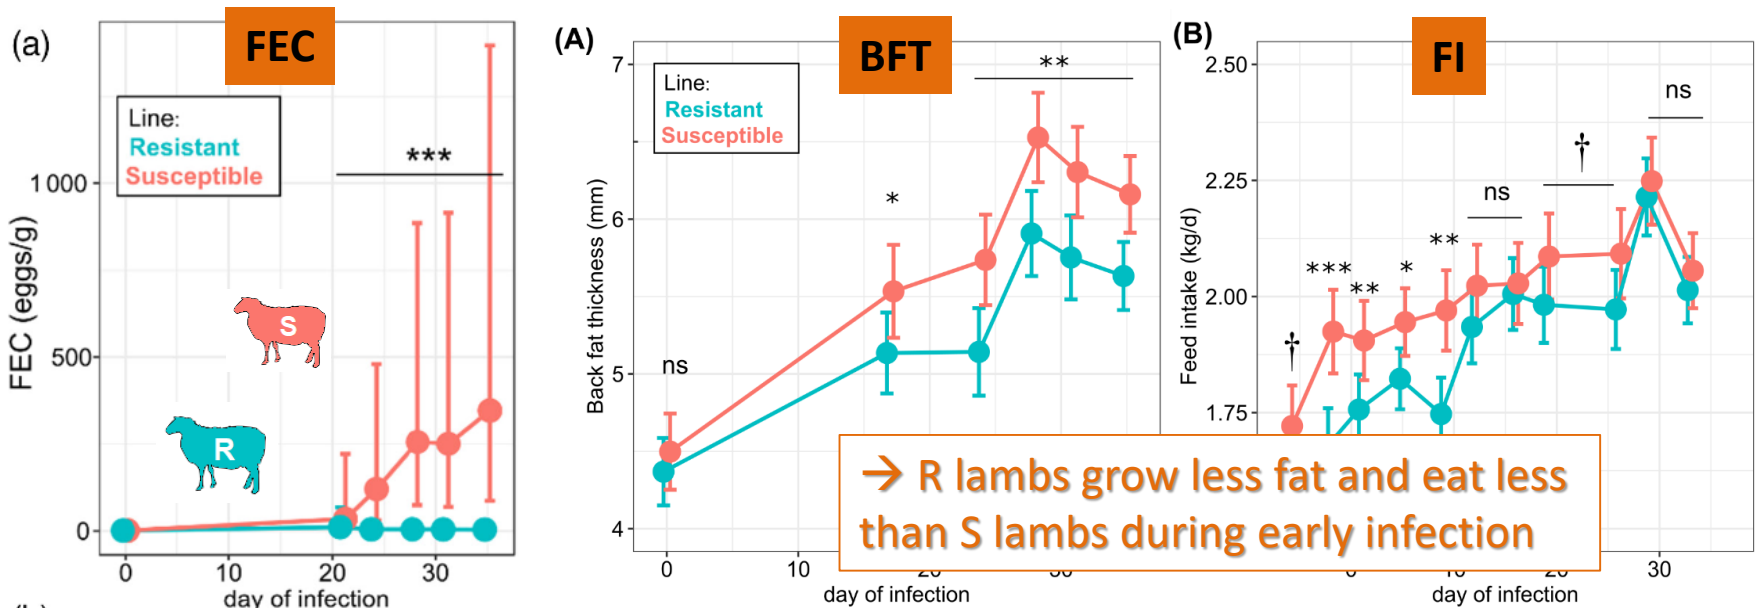 (a)
FEC
Line:
Resistant
Susceptible
***
1 000
500
0
FEC (eggs/g)
S
R
0 10 20 30
day of infection
(A)
BFT
Line:
Resistant
Susceptible
**
*
ns
7
6
5
4
Back fat thickness (mm)
0 10
day of infection
(B)
FI
ns
†
ns
**
***
*
**
†
2.50
2.25
2.00
1.75
Feed intake (kg/d)
30
day of infection
→ R lambs grow less fat and eat less
than S lambs during early infection